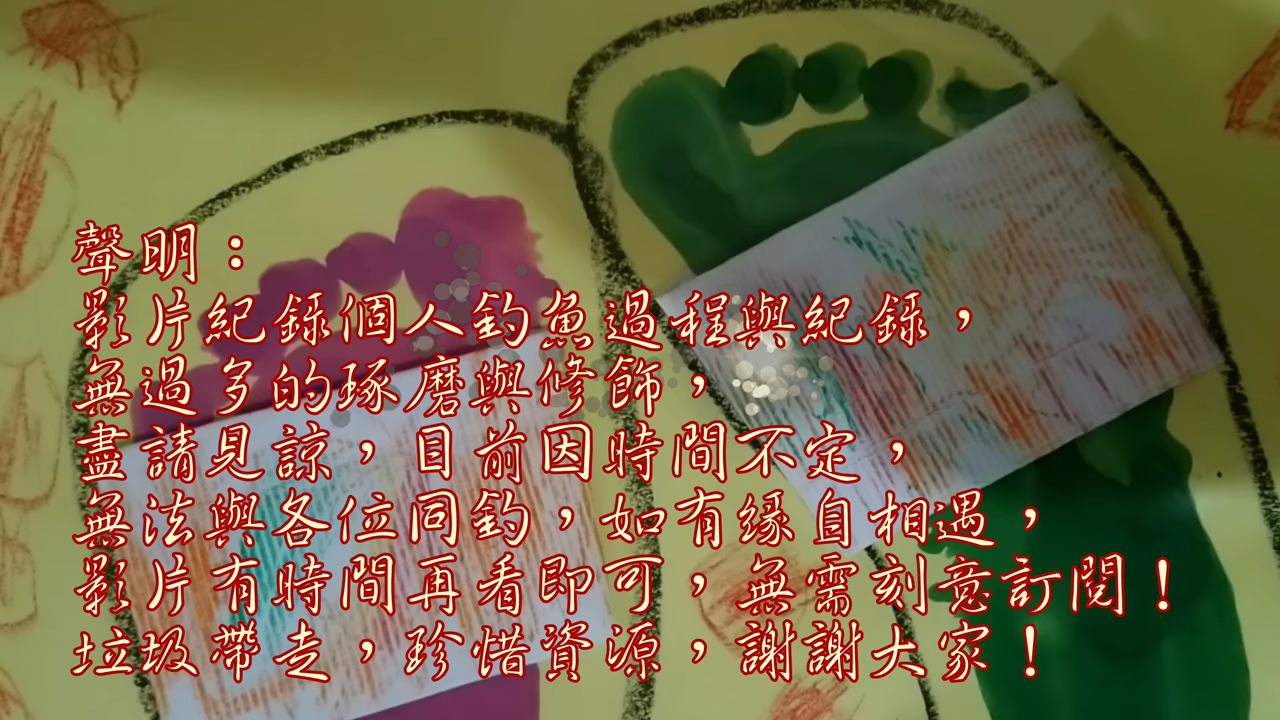 聲明：
影片紀錄個人釣魚過程與紀錄，
無過多的琢磨與修飾，
盡請見諒，目前因時間不定，
無法與各位同釣，如有緣自相遇，
影片有時間再看即可，無需刻意訂閱！
垃圾帶走，珍惜資源，謝謝大家！